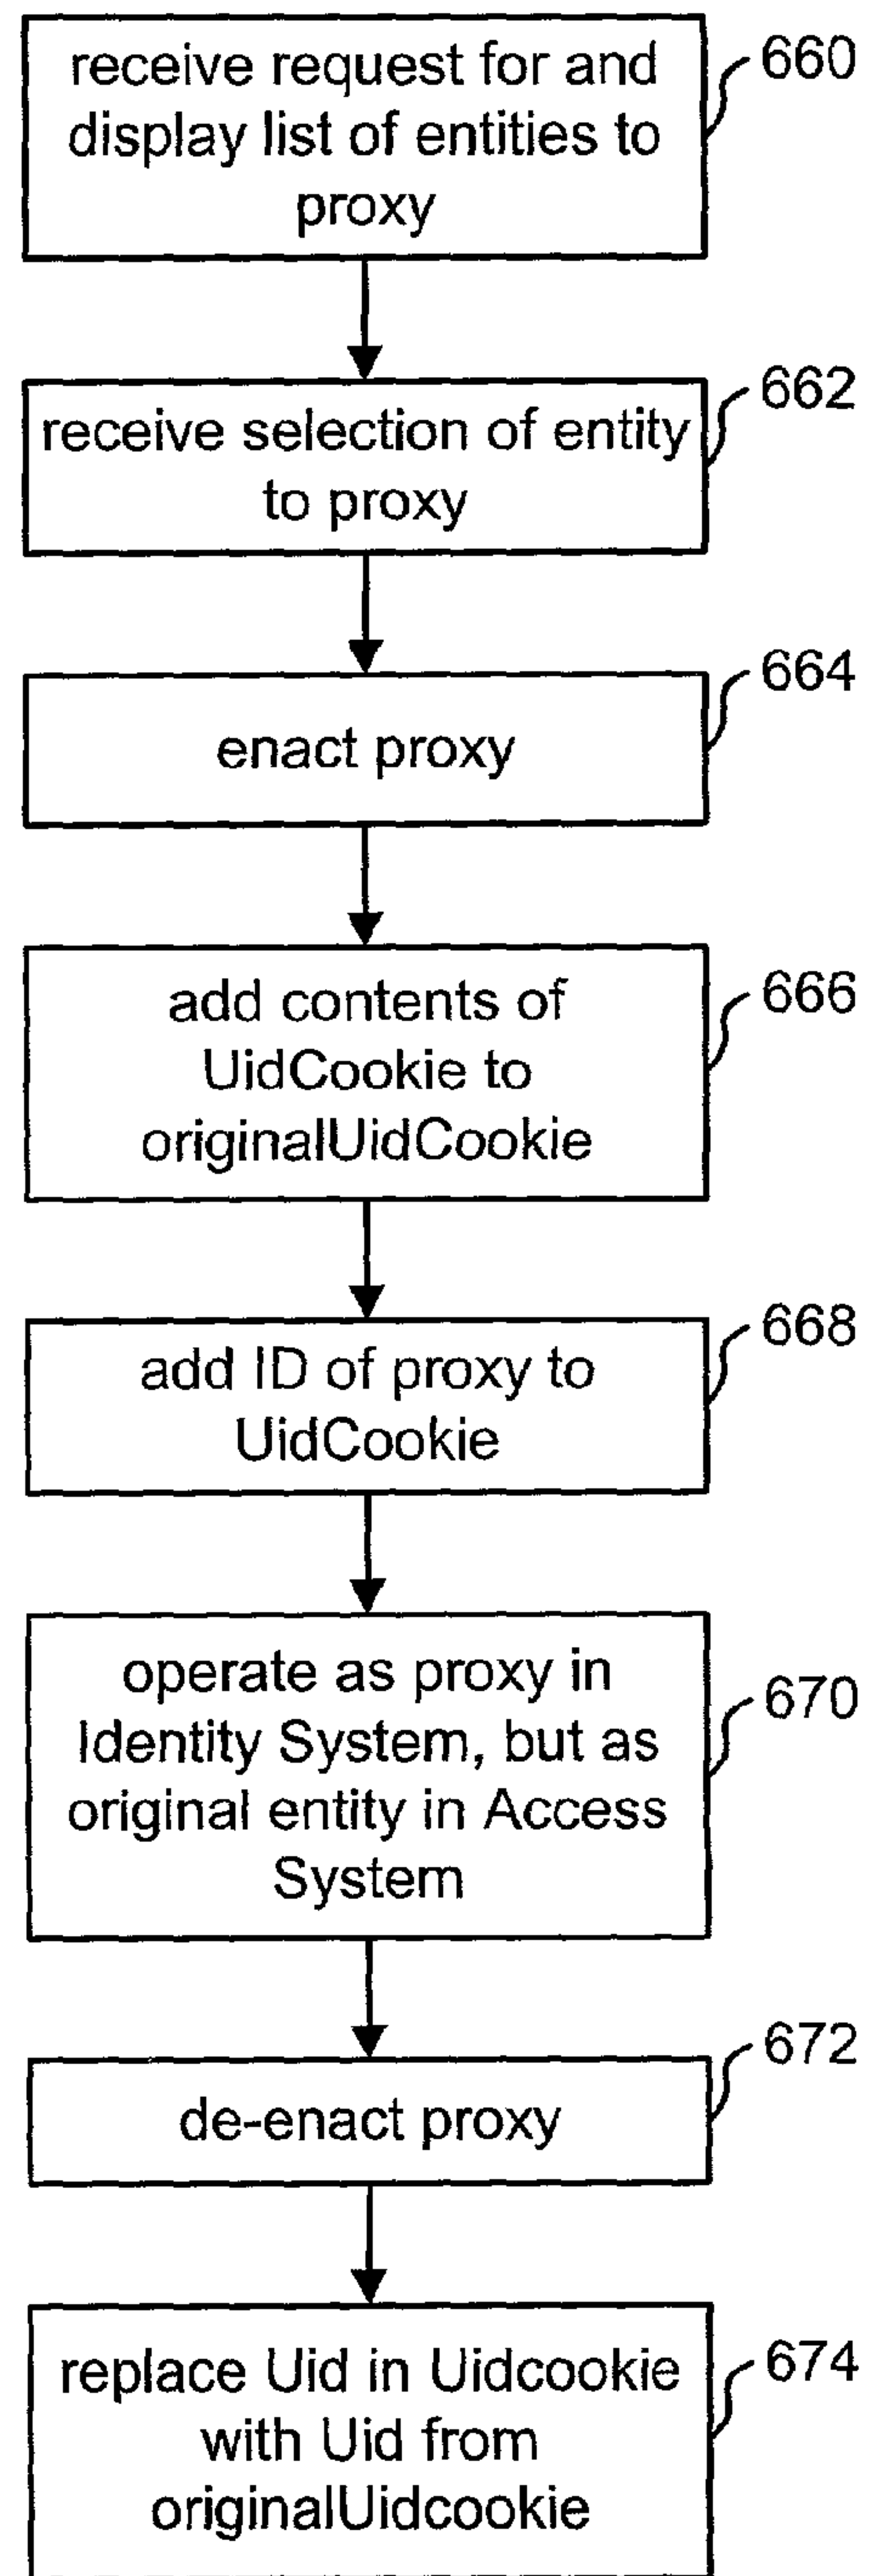 receive request for and
display list of entities to
proxy
660
receive selection of entity
to proxy
662
enact proxy
664
add contents of
UidCookie to
originalUidCookie
666
add ID of proxy to
UidCookie
668
operate as proxy in
Identity System, but as
original entity in Access
System
670
de-enact proxy
672
replace Uid in Uidcookie
with Uid from
originalUidcookie
674